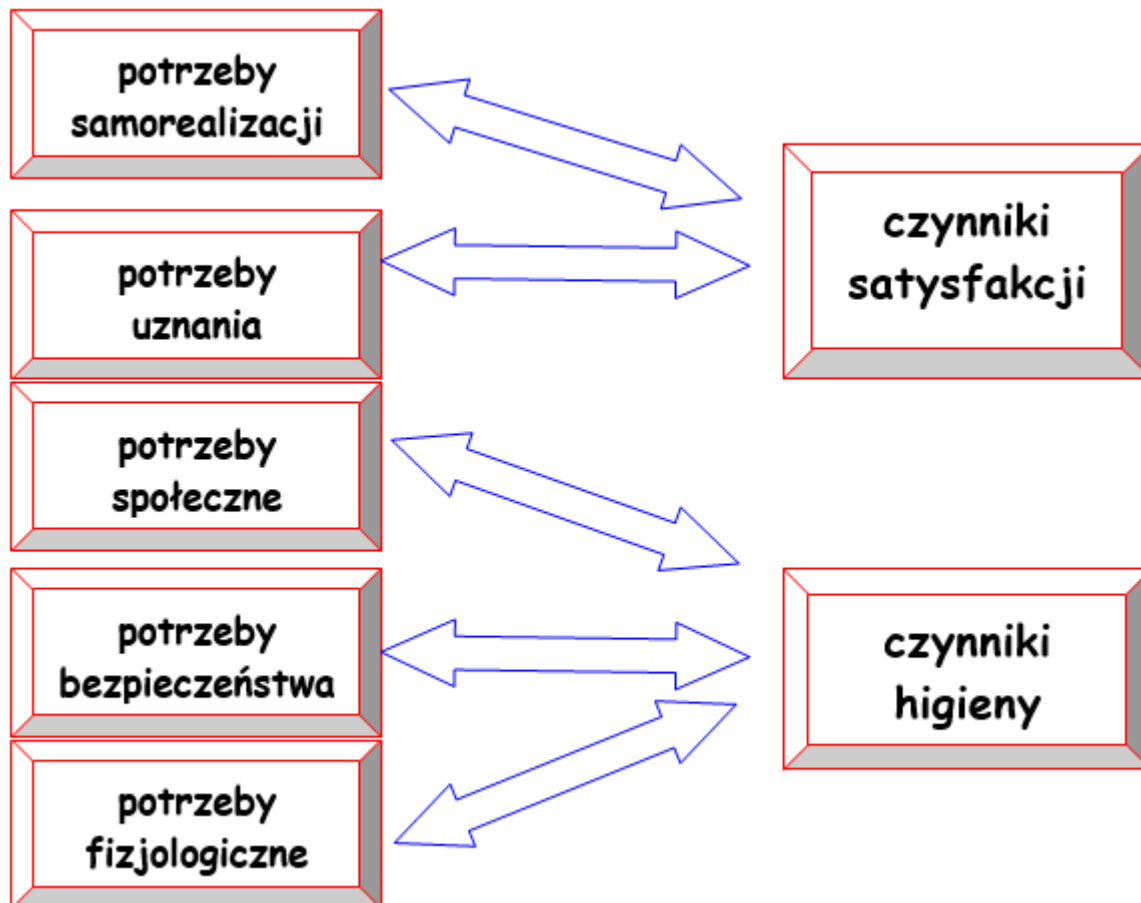 potrzeby
samorealizacji
potrzeby
uznania
potrzeby
społeczne
potrzeby
bezpieczeństwa
potrzeby
fizjologiczne
czynniki
satysfakcji
czynniki
higieny